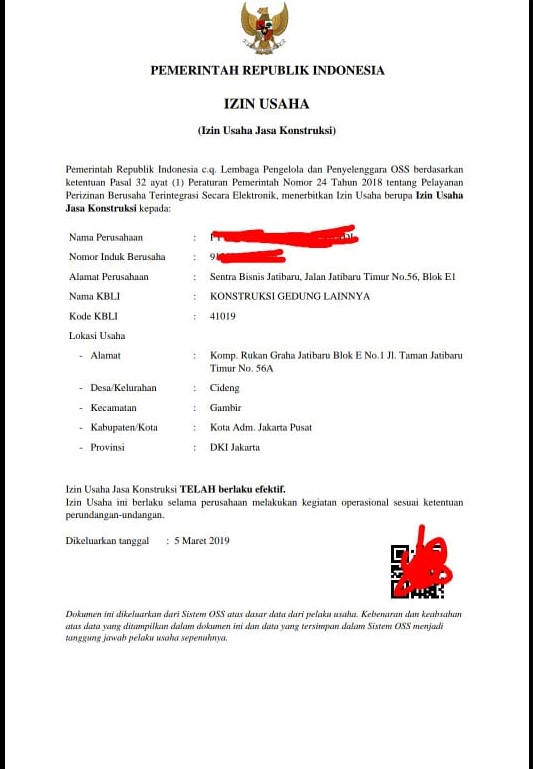 PEMERINTAH REPUBLIK INDONESIA
IZIN USAHA
(Izin Usaha Jasa Konstruksi)
Pemerintah Republik Indonesia c.q. Lembaga Pengelola dan Penyelenggara OSS berdasarkan
ketentuan Pasal 32 ayat (1) Peraturan Pemerintah Nomor 24 Tahun 2018 tentang Pelayanan
Perizinan Berusaha Terintegrasi Secara Elektronik, menerbitkan Izin Usaha berupa Izin Usaha
Jasa Konstruksi kepada:
Nama Perusahaan :
Nomor Induk Berusaha : 9
Alamat Perusahaan : Sentra Bisnis Jatibaru, Jalan Jatibaru Timur No.56, Blok E1
Nama KBLI : KONSTRUKSI GEDUNG LAINNYA
Kode KBLI : 41019
Lokasi Usaha
- Alamat : Komp. Rukan Graha Jatibaru Blok E No.1 Jl. Taman Jatibaru
Timur No. 56A
- Desa/Kelurahan : Cideng
- Kecamatan : Gambir
- Kabupaten/Kota : Kota Adm. Jakarta Pusat
- Provinsi : DKI Jakarta
Izin Usaha Jasa Konstruksi TELAH berlaku efektif.
Izin Usaha ini berlaku selama perusahaan melakukan kegiatan operasional sesuai ketentuan
perundangan-undangan.
Dikeluarkan tanggal : 5 Maret 2019
Dokumen ini dikeluarkan dari Sistem OSS atas dasar data dari pelaku usaha. Kebenaran dan keabsahan
atas data yang ditampilkan dalam dokumen ini dan data yang tersimpan dalam Sistem OSS menjadi
tanggung jawab pelaku usaha sepenuhnya.